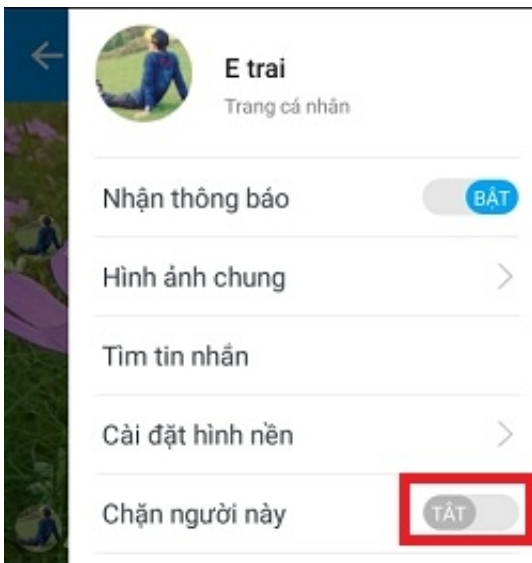 E trai
Trang cá nhân
Nhận thông báo
BẬT
Hình ảnh chung
Tìm tin nhắn
Cài đặt hình nền
Chặn người này
TẮT